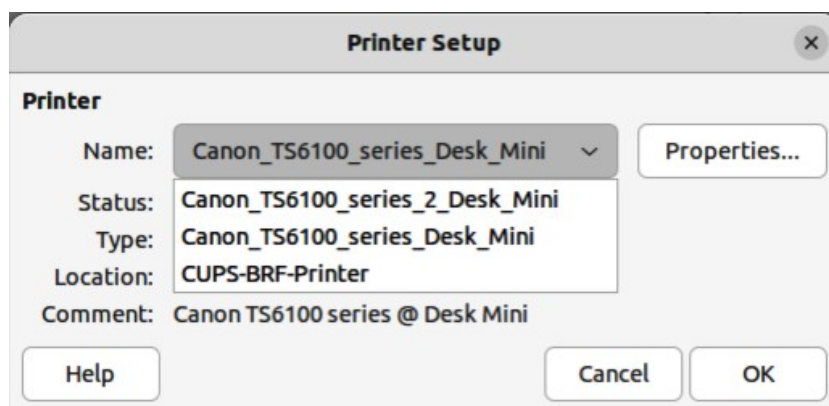 Printer Setup
Printer
Name: Canon_TS6100_series_Desk_Mini Properties...
Status: Canon_TS6100_series_2_Desk_Mini
Type: Canon_TS6100_series_Desk_Mini
Location: CUPS-BRF-Printer
Comment: Canon TS6100 series @ Desk Mini
Help Cancel OK